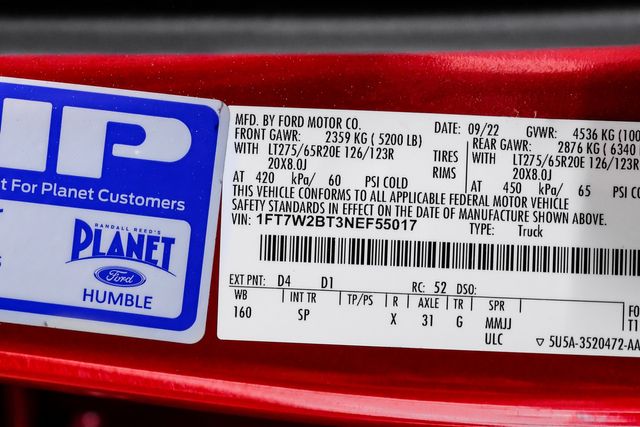 IP
t For Planet Customers
RANDALL REED'S
PLANET
Ford
HUMBLE
MFD. BY FORD MOTOR CO.
DATE: 09/22 GVWR: 4536 KG (100
FRONT GAWR: 2359 KG ( 5200 LB)
REAR GAWR: 2876 KG ( 6340
WITH LT275/65R20E 126/123R TIRES WITH LT275/65R20E 126/123R
20X8.0J RIMS 20X8.0J
AT 420 kPa/ 60 PSI COLD AT 450 kPa/ 65 PSI CO
THIS VEHICLE CONFORMS TO ALL APPLICABLE FEDERAL MOTOR VEHICLE
SAFETY STANDARDS IN EFFECT ON THE DATE OF MANUFACTURE SHOWN ABOVE.
VIN: 1FT7W2BT3NEF55017 TYPE: Truck
EXT PNT: D4 D1 RC: 52 DSO:
WB INT TR TP/PS R AXLE TR SPR FO
160 SP X 31 G MMJJ T1
ULC ▽ 5U5A-3520472-AA